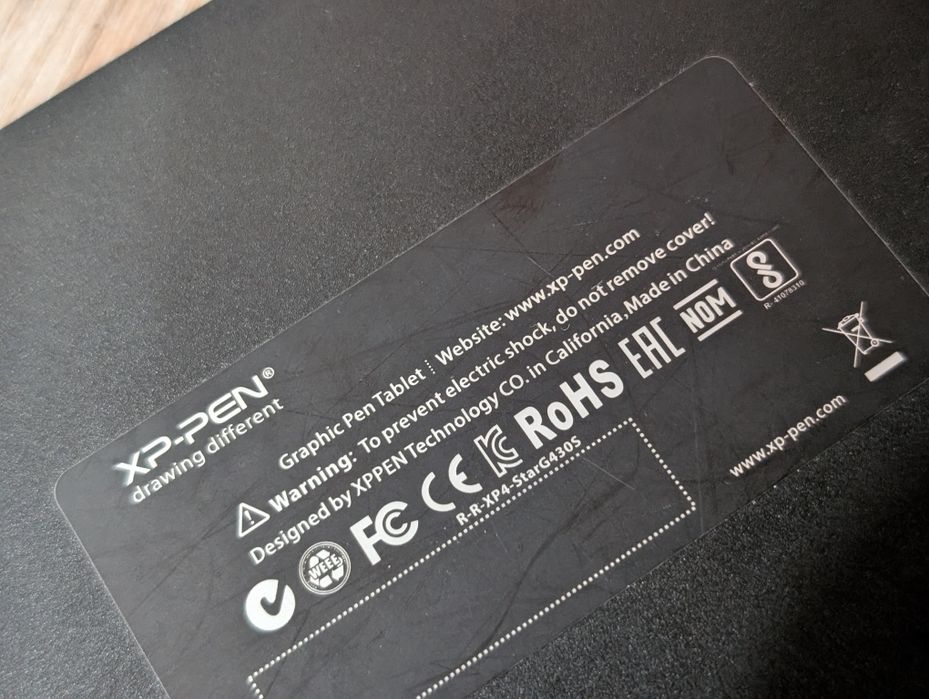 XP-PEN®
drawing different
Graphic Pen Tablet | Website: www.xp-pen.com
Warning: To prevent electric shock, do not remove cover!
Designed by XPPEN Technology CO. in California,Made in China
WEEE FC CE RoHS EAC NOM
R-41078310
R-R-XP4-StarG430S
www.xp-pen.com